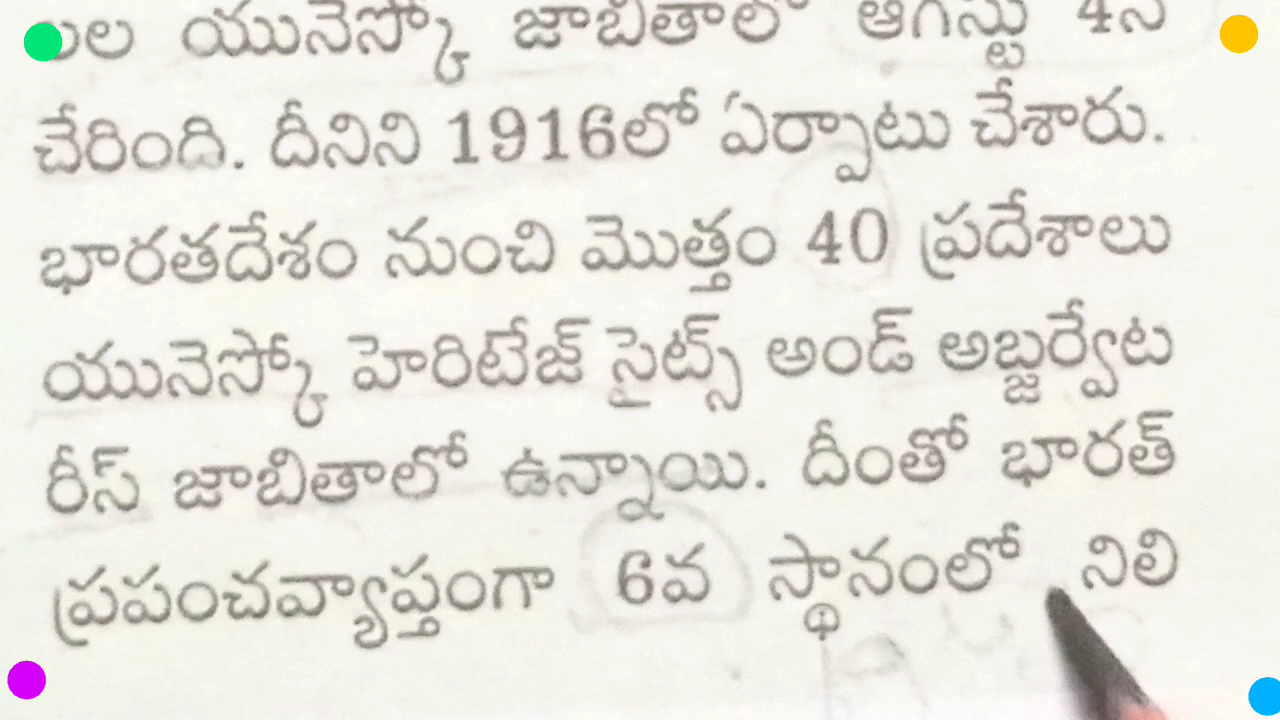 యునెస్కో జాబితాలో ఆగస్టు 4న
చేరింది. దీనిని 1916లో ఏర్పాటు చేశారు.
భారతదేశం నుంచి మొత్తం 40 ప్రదేశాలు
యునెస్కో హెరిటేజ్ సైట్స్ అండ్ అబ్జర్వేట
రీస్ జాబితాలో ఉన్నాయి. దీంతో భారత్
ప్రపంచవ్యాప్తంగా 6వ స్థానంలో నిలి